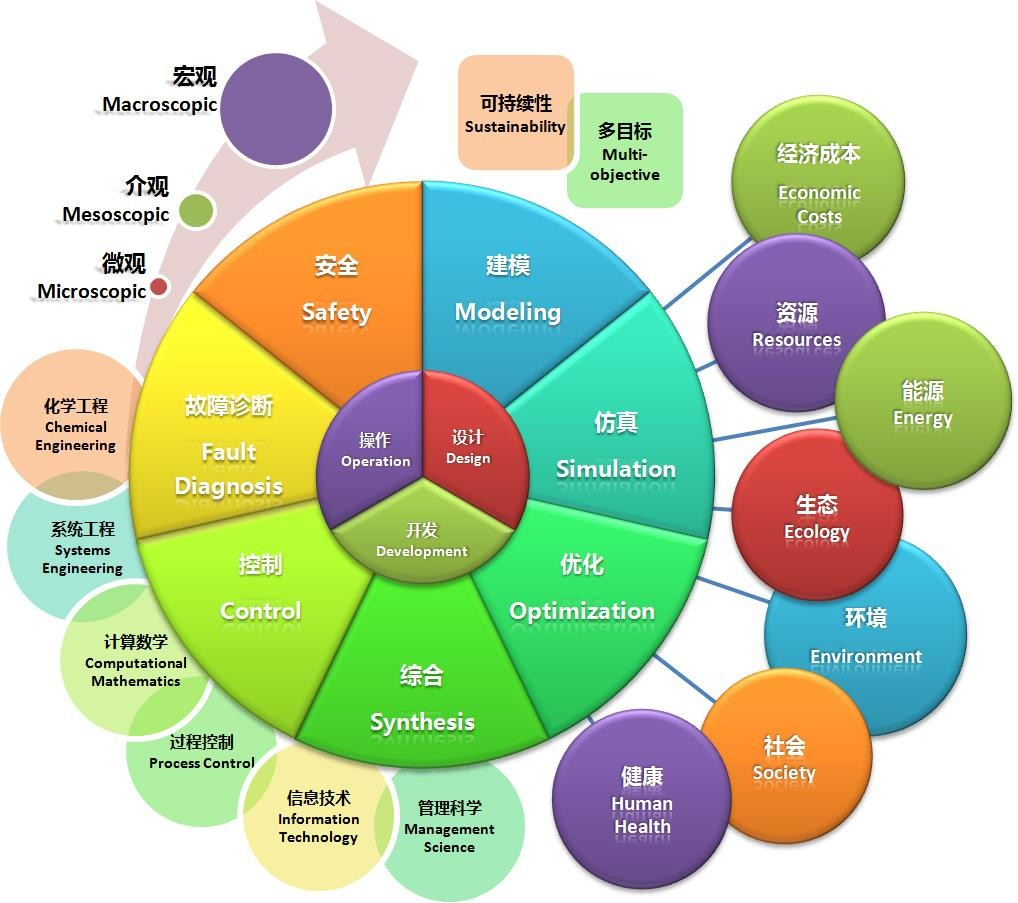 宏观
Macroscopic
介观
Mesoscopic
微观
Microscopic
可持续性
Sustainability
多目标
Multi-
objective
安全
Safety
建模
Modeling
故障诊断
Fault
Diagnosis
仿真
Simulation
控制
Control
优化
Optimization
综合
Synthesis
操作
Operation
设计
Design
开发
Development
化学工程
Chemical
Engineering
系统工程
Systems
Engineering
计算数学
Computational
Mathematics
过程控制
Process Control
信息技术
Information
Technology
管理科学
Management
Science
经济成本
Economic
Costs
资源
Resources
能源
Energy
生态
Ecology
环境
Environment
社会
Society
健康
Human
Health